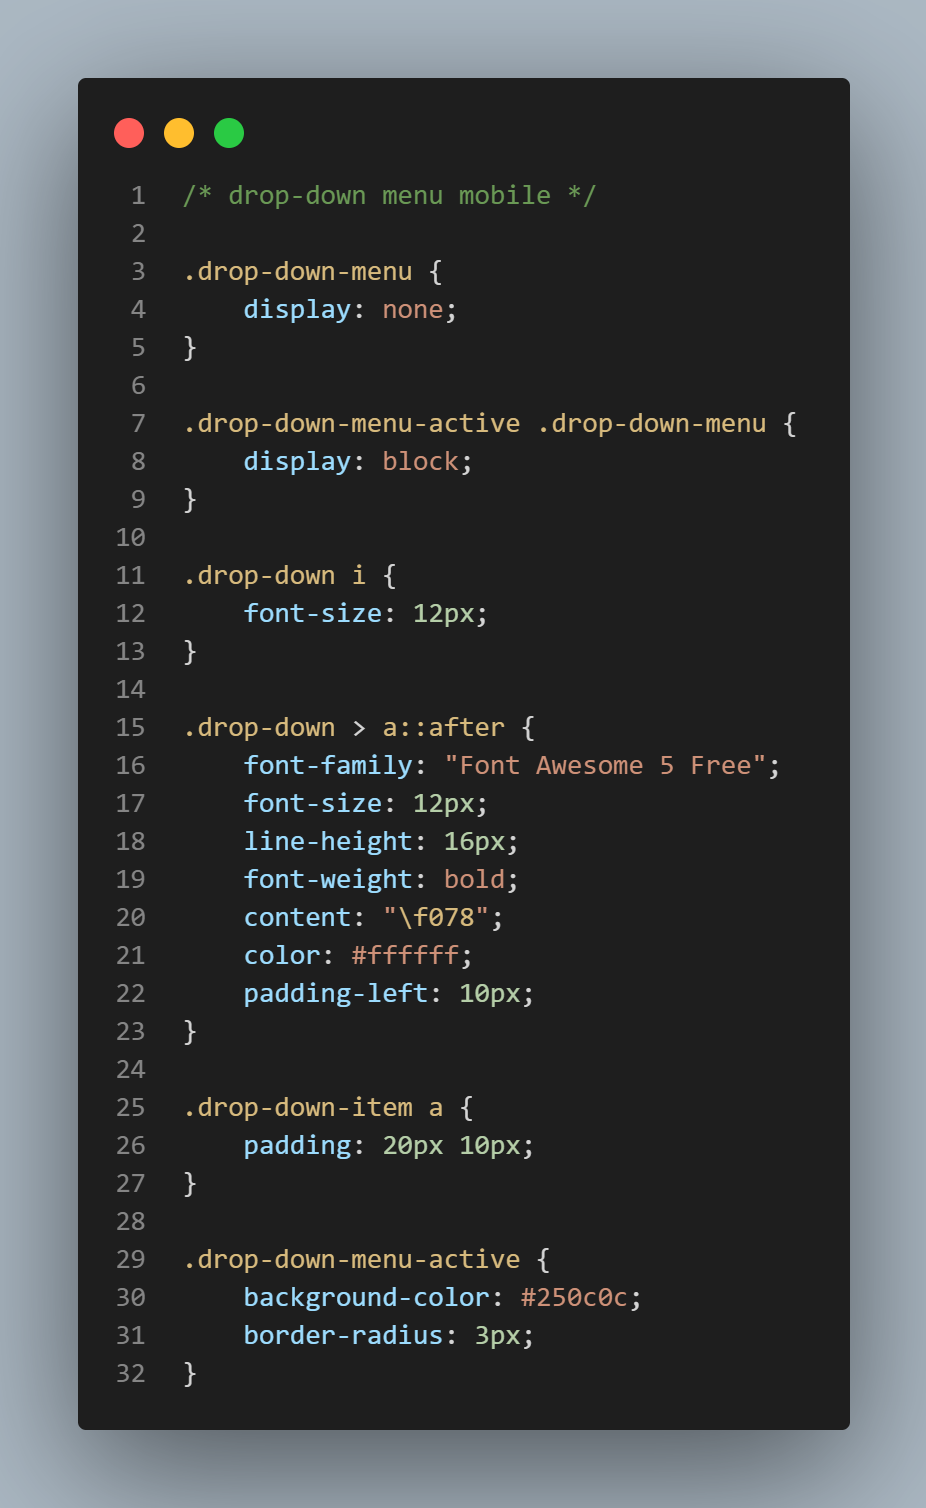 1 /* drop-down menu mobile */
2
3 .drop-down-menu {
4     display: none;
5 }
6
7 .drop-down-menu-active .drop-down-menu {
8     display: block;
9 }
10
11 .drop-down i {
12     font-size: 12px;
13 }
14
15 .drop-down > a::after {
16     font-family: "Font Awesome 5 Free";
17     font-size: 12px;
18     line-height: 16px;
19     font-weight: bold;
20     content: "\f078";
21     color: #ffffff;
22     padding-left: 10px;
23 }
24
25 .drop-down-item a {
26     padding: 20px 10px;
27 }
28
29 .drop-down-menu-active {
30     background-color: #250c0c;
31     border-radius: 3px;
32 }